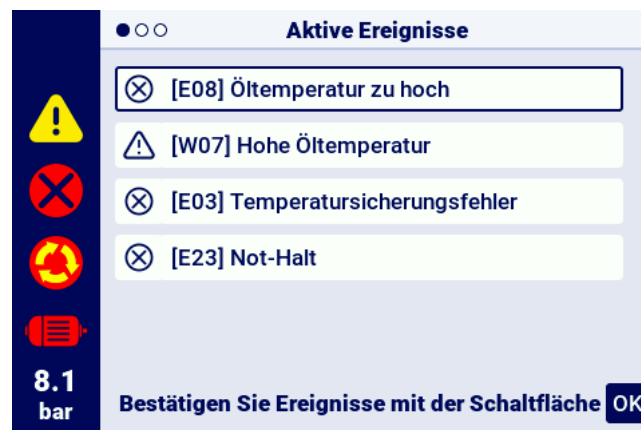 Aktive Ereignisse
[E08] Öltemperatur zu hoch
[W07] Hohe Öltemperatur
[E03] Temperatursicherungsfehler
[E23] Not-Halt
8.1
bar
Bestätigen Sie Ereignisse mit der Schaltfläche OK